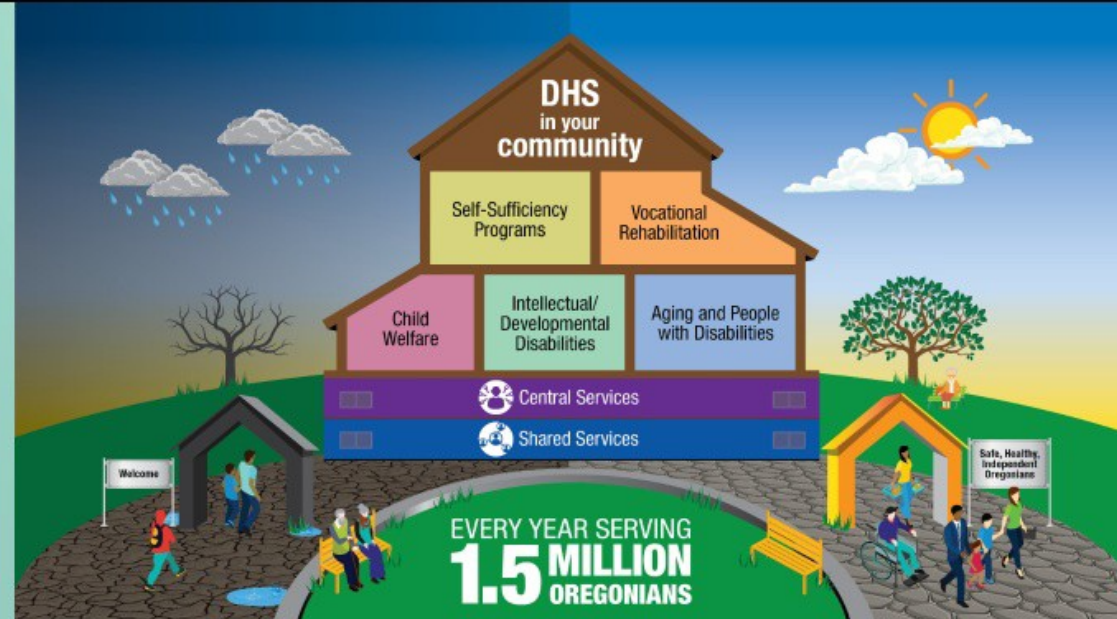 DHS
in your
community
Self-Sufficiency
Programs
Vocational
Rehabilitation
Child
Welfare
Intellectual/
Developmental
Disabilities
Aging and People
with Disabilities
Central Services
Shared Services
Welcome
Safe, Healthy,
Independent
Oregonians
EVERY YEAR SERVING
1.5 MILLION
OREGONIANS